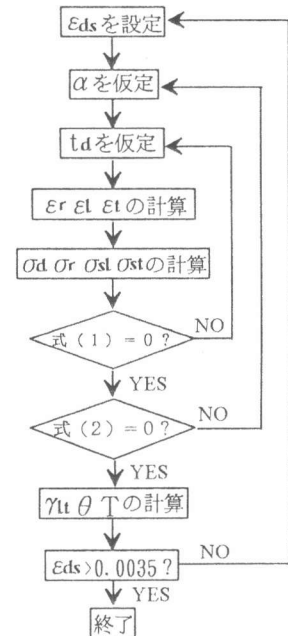 εdsを設定
αを仮定
tdを仮定
εr εl εtの計算
σd σr σsl σstの計算
式(1)=0?
NO
YES
式(2)=0?
NO
YES
γlt θ Tの計算
εds>0.0035?
NO
YES
終了